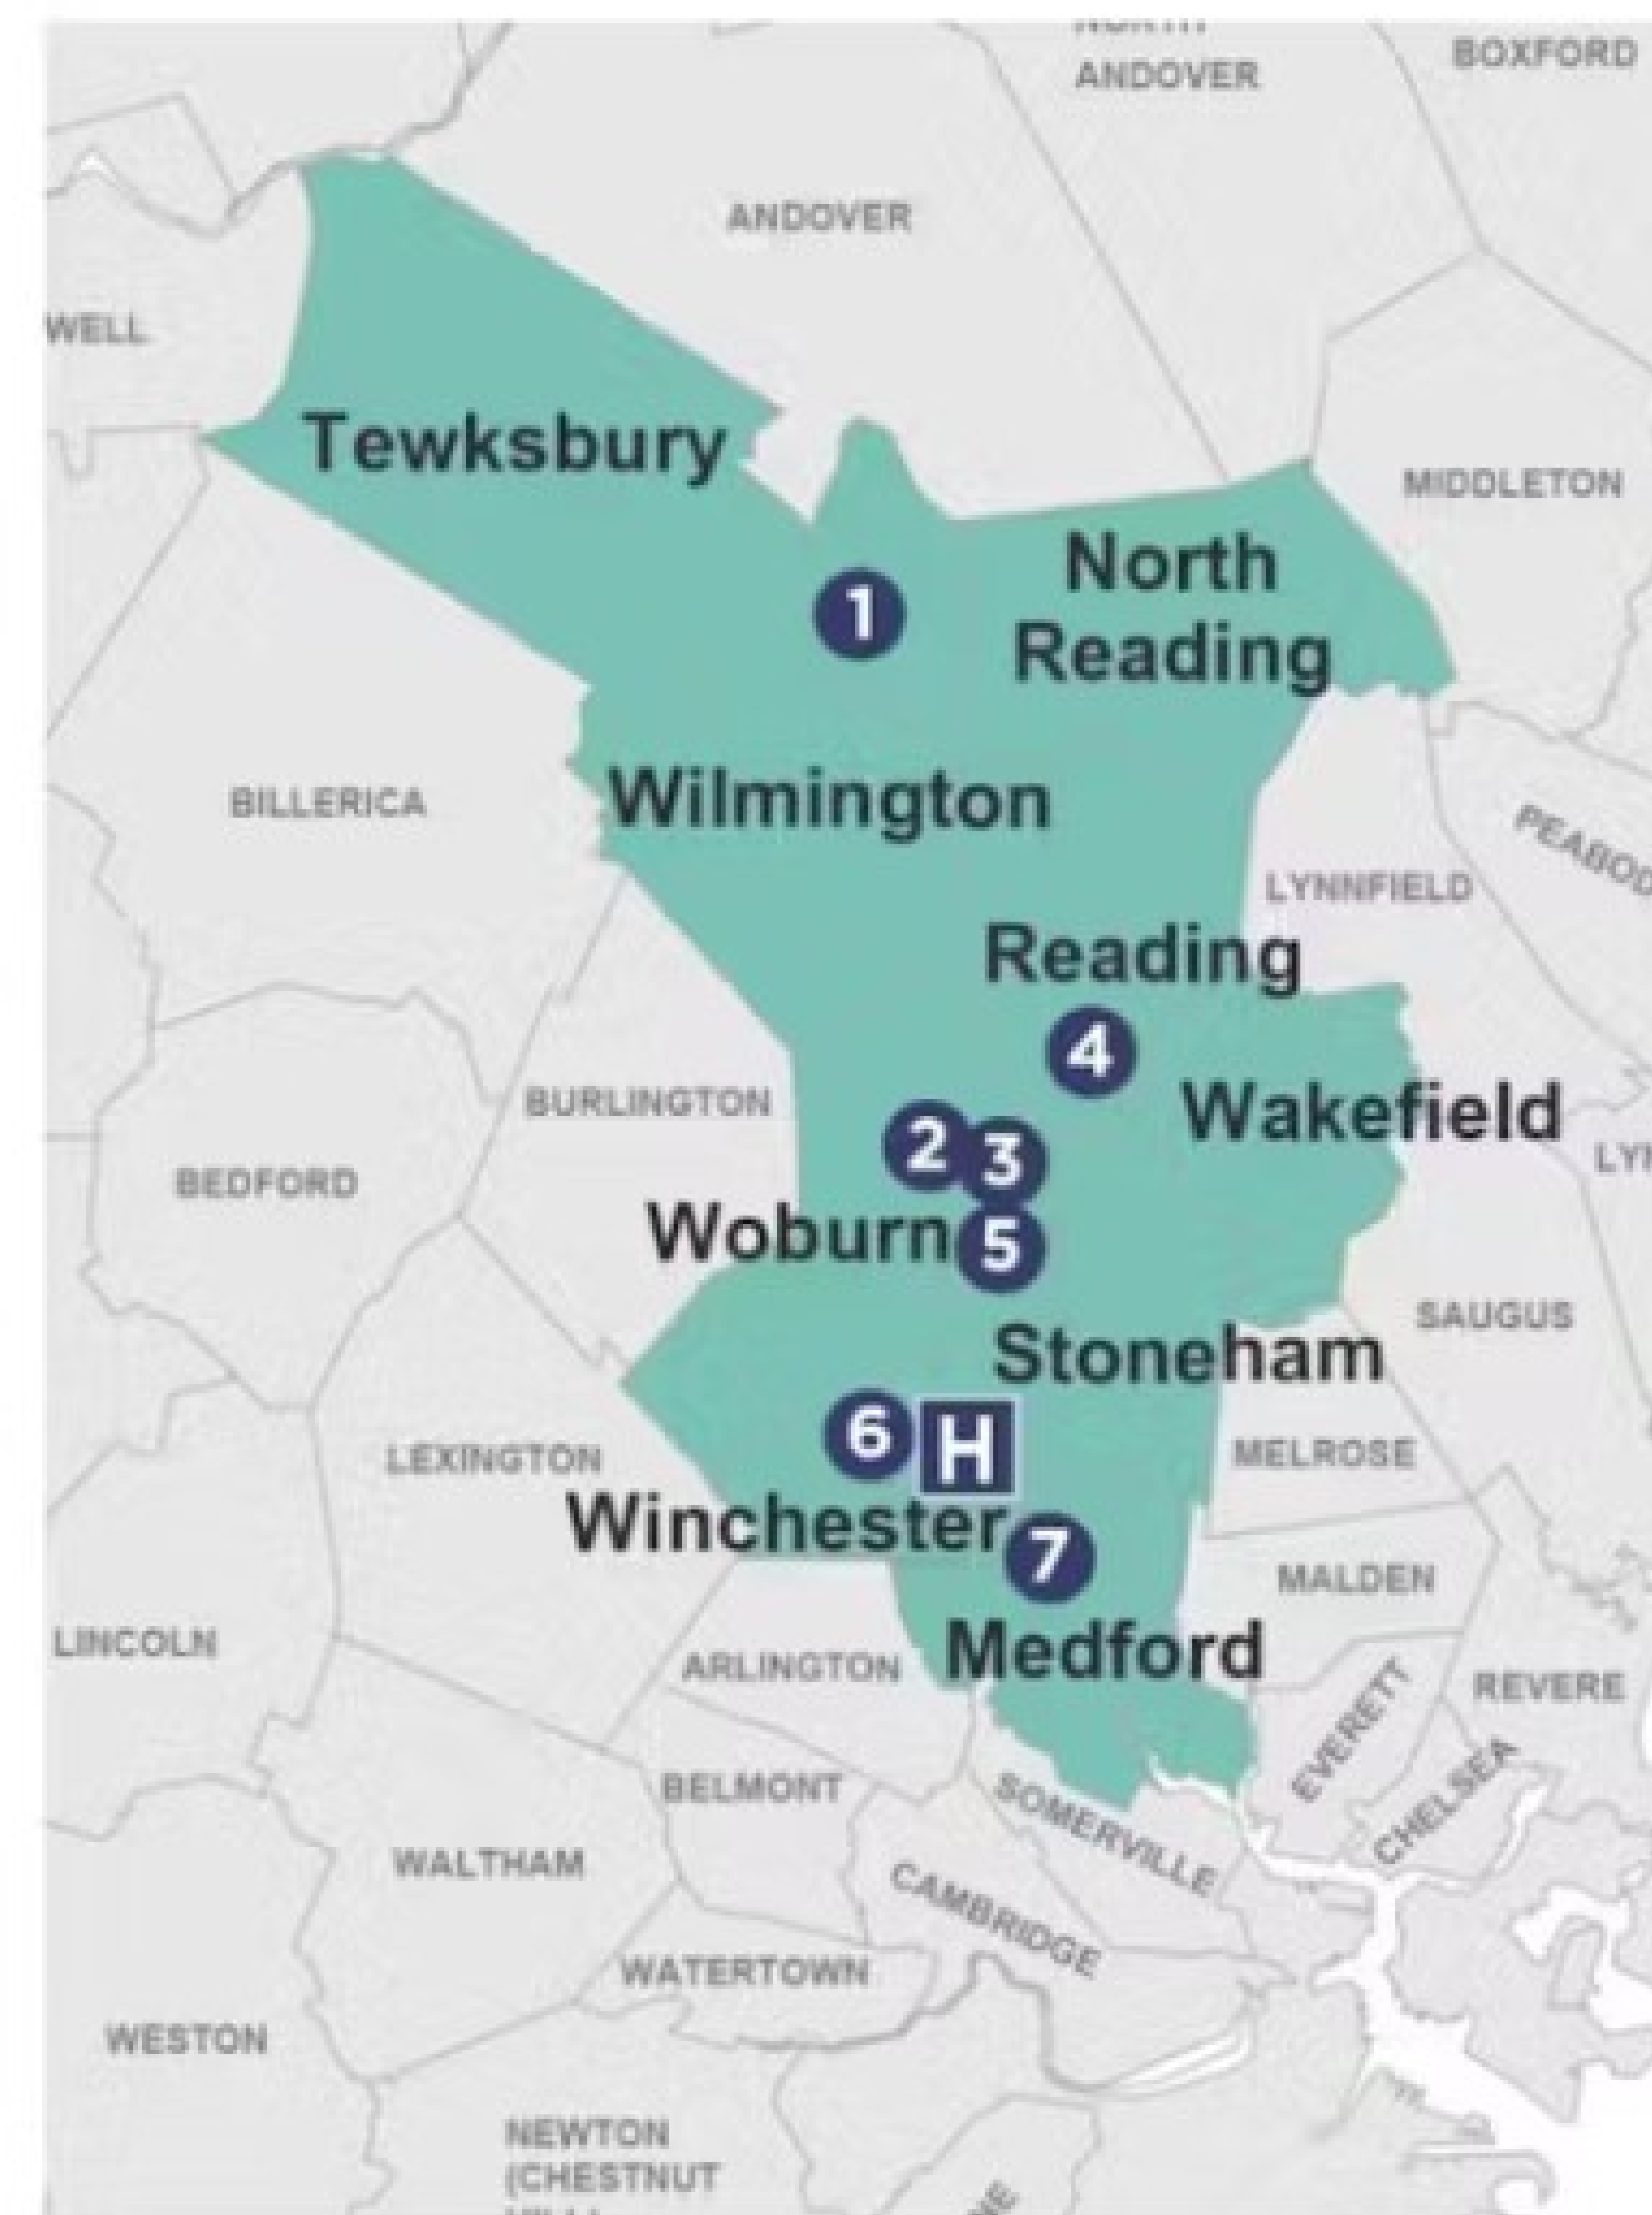 ANDOVER
BOXFORD
ANDOVER
WELL
Tewksbury
MIDDLETON
North
Reading
1
Wilmington
BILLERICA
PEABOD
LYNNFIELD
Reading
4
BURLINGTON
Wakefield
2
3
LYN
BEDFORD
Woburn
5
SAUGUS
Stoneham
6
H
MELROSE
LEXINGTON
Winchester
7
MALDEN
LINCOLN
ARLINGTON
Medford
REVERE
EVERETT
BELMONT
SOMERVILLE
CHELSEA
WALTHAM
CAMBRIDGE
WATERTOWN
WESTON
NEWTON
(CHESTNUT
NE